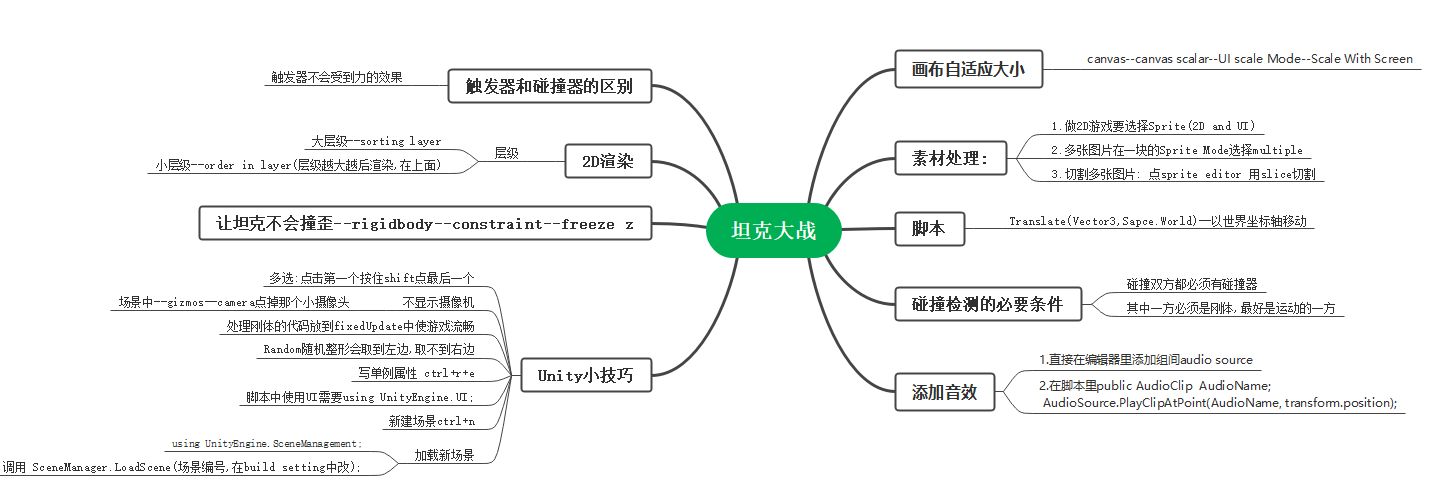 坦克大战
画布自适应大小
canvas--canvas scalar--UI scale Mode--Scale With Screen
素材处理:
1.做2D游戏要选择Sprite(2D and UI)
2.多张图片在一块的Sprite Mode选择multiple
3.切割多张图片: 点sprite editor 用slice切割
脚本
Translate(Vector3,Sapce.World)—以世界坐标轴移动
碰撞检测的必要条件
碰撞双方都必须有碰撞器
其中一方必须是刚体,最好是运动的一方
添加音效
1.直接在编辑器里添加组间audio source
2.在脚本里public AudioClip AudioName;
AudioSource.PlayClipAtPoint(AudioName, transform.position);
触发器和碰撞器的区别
触发器不会受到力的效果
2D渲染
层级
大层级--sorting layer
小层级--order in layer(层级越大越后渲染,在上面)
让坦克不会撞歪--rigidbody--constraint--freeze z
Unity小技巧
多选:点击第一个按住shift点最后一个
场景中--gizmos—camera点掉那个小摄像头 不显示摄像机
处理刚体的代码放到fixedUpdate中使游戏流畅
Random随机整形会取到左边,取不到右边
写单例属性 ctrl+r+e
脚本中使用UI需要using UnityEngine.UI;
新建场景ctrl+n
加载新场景
using UnityEngine.SceneManagement;
调用 SceneManager.LoadScene(场景编号,在build setting中改);